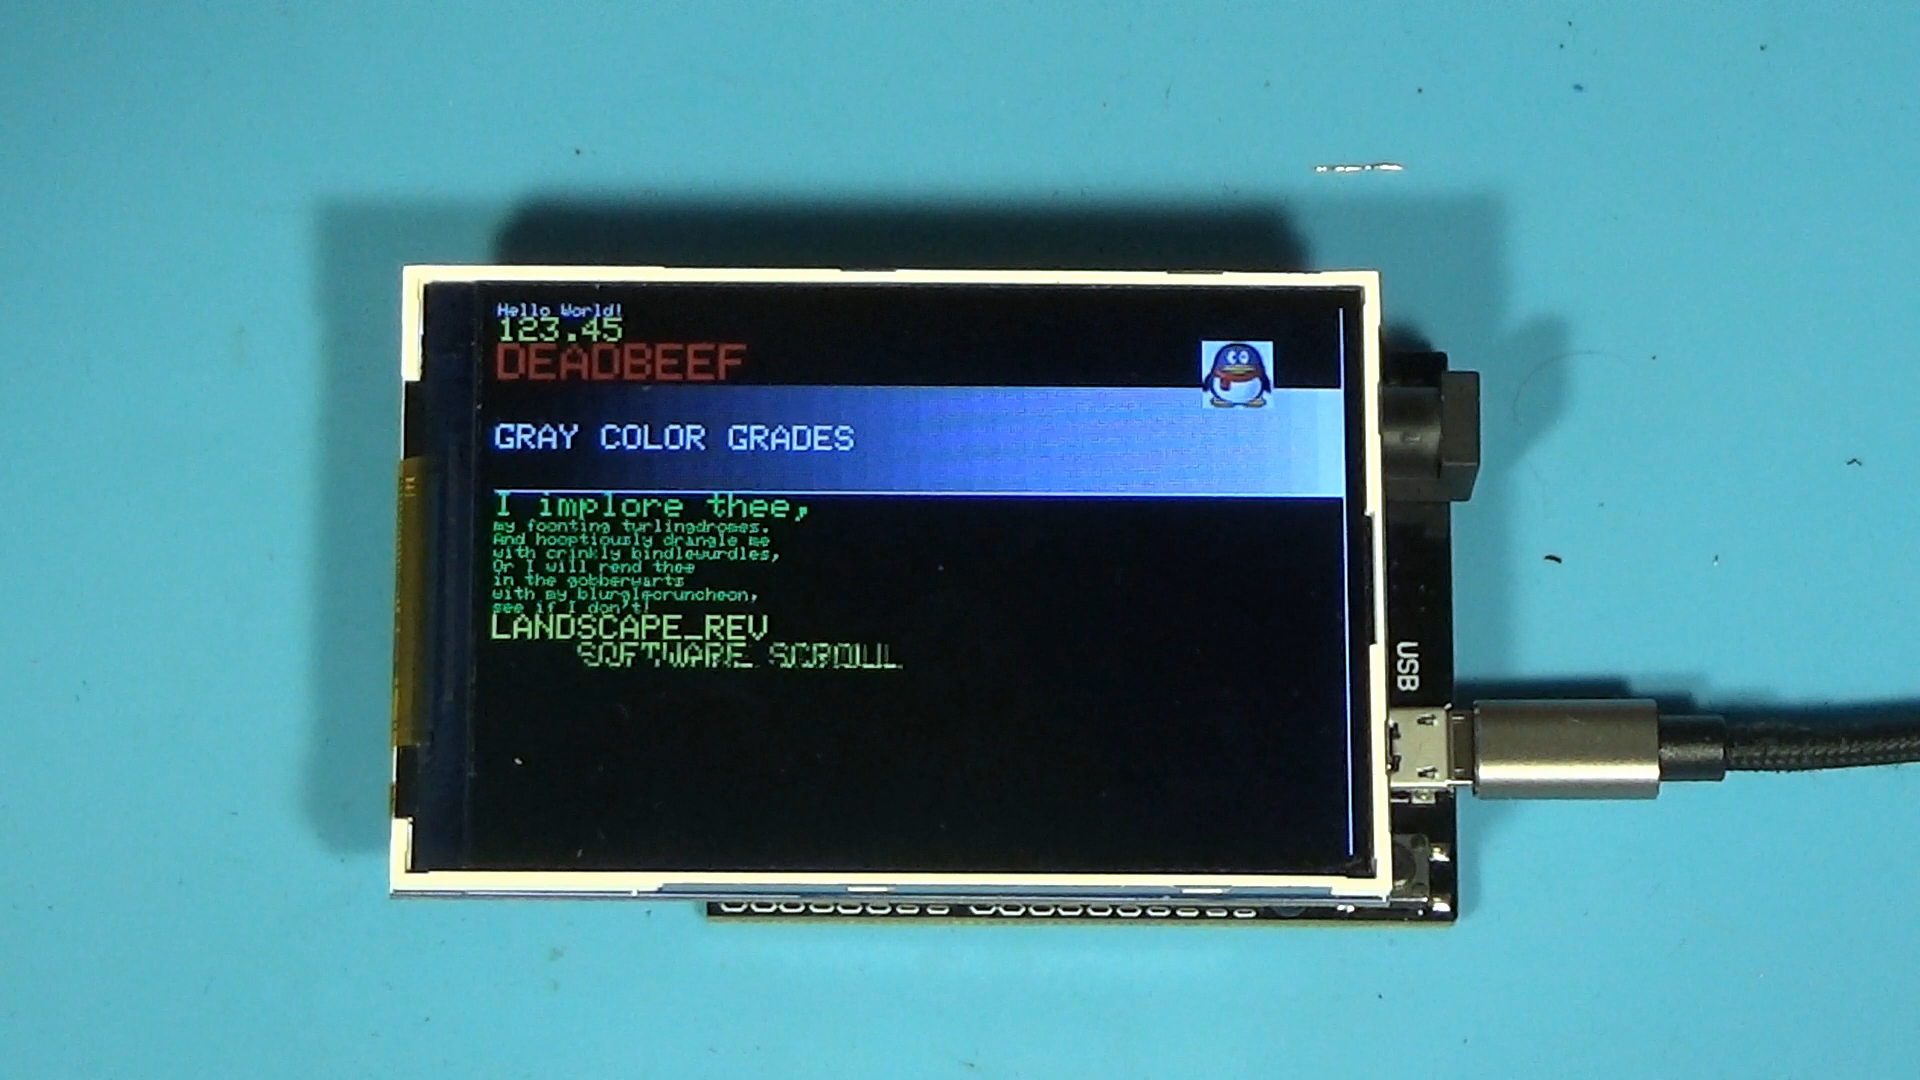 Hello World!
123.45
DEADBEEF
GRAY COLOR GRADES
I implore thee,
my foonting turlingdromes.
And hooptiously drangle me
with crinkly bindlewurdles,
Or I will rend thee
in the gobberwarts
with my blurglecruncheon,
see if I don't!
LANDSCAPE_REV
SOFTWARE SCROLL
USB